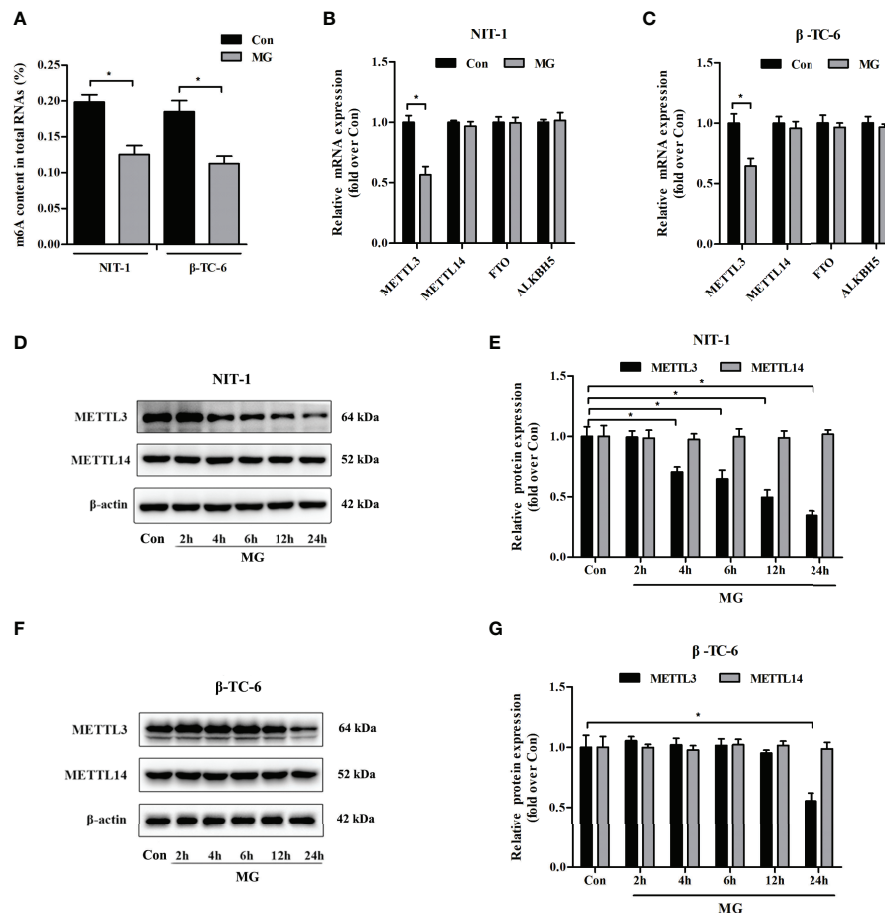 A
Con
MG
m6A content in total RNAs (%)
0.25
0.20
0.15
0.10
0.05
0.00
*
*
NIT-1
β-TC-6
B
NIT-1
Con
MG
Relative mRNA expression
(fold over Con)
1.5
1.0
0.5
0.0
*
METTL3
METTL14
FTO
ALKBH5
C
β-TC-6
Con
MG
Relative mRNA expression
(fold over Con)
1.5
1.0
0.5
0.0
*
METTL3
METTL14
FTO
ALKBH5
D
NIT-1
METTL3
64 kDa
METTL14
52 kDa
β-actin
42 kDa
Con 2h 4h 6h 12h 24h
MG
E
NIT-1
METTL3
METTL14
Relative protein expression
(fold over Con)
1.5
1.0
0.5
0.0
*
*
*
*
Con 2h 4h 6h 12h 24h
MG
F
β-TC-6
METTL3
64 kDa
METTL14
52 kDa
β-actin
42 kDa
Con 2h 4h 6h 12h 24h
MG
G
β-TC-6
METTL3
METTL14
Relative protein expression
(fold over Con)
1.5
1.0
0.5
0.0
*
Con 2h 4h 6h 12h 24h
MG